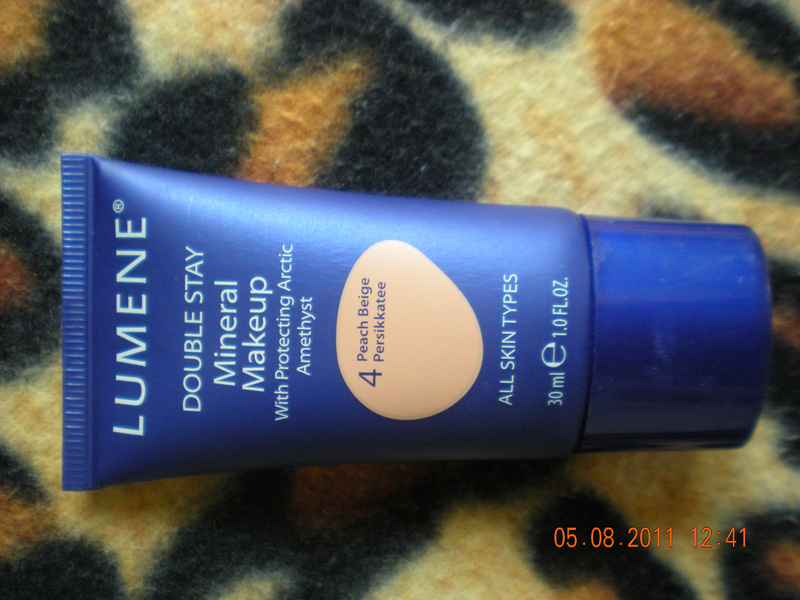 LUMENE®
DOUBLE STAY
Mineral
Makeup
With Protecting Arctic
Amethyst
4 Peach Beige
Persikkatee
ALL SKIN TYPES
30 ml ℮ 1.0 FL.OZ.
05.08.2011 12:41